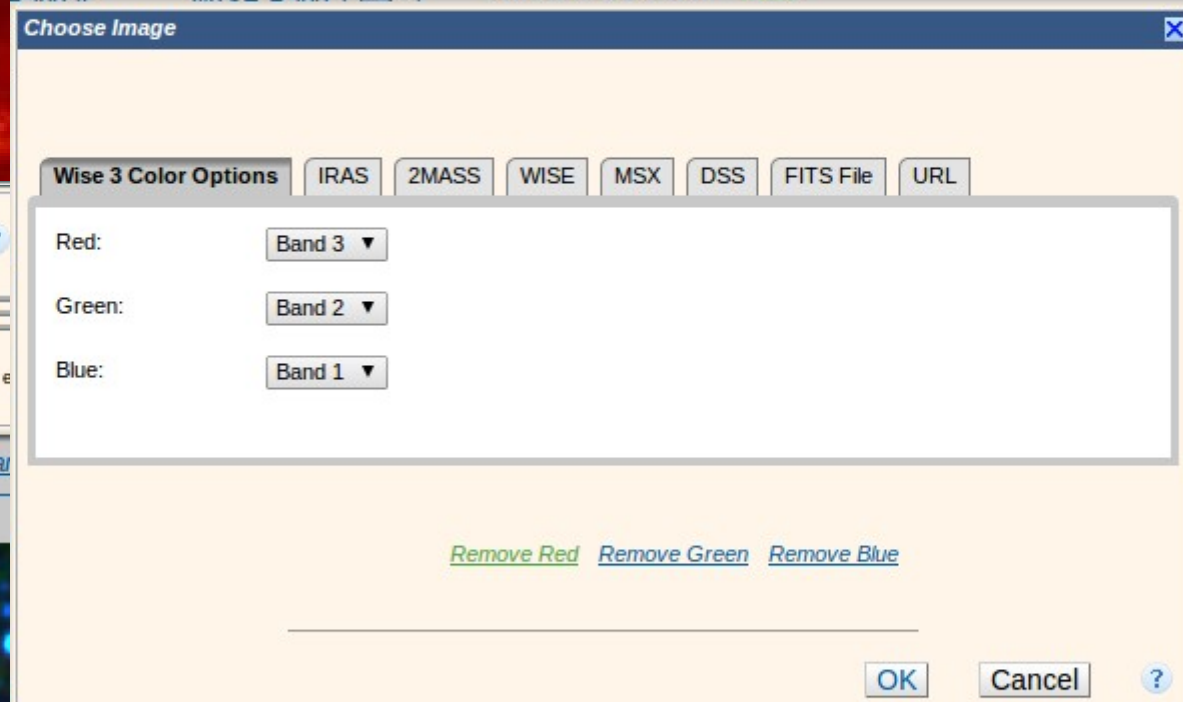 Choose Image
Wise 3 Color Options IRAS 2MASS WISE MSX DSS FITS File URL
Red: Band 3
Green: Band 2
Blue: Band 1
Remove Red Remove Green Remove Blue
OK Cancel ?